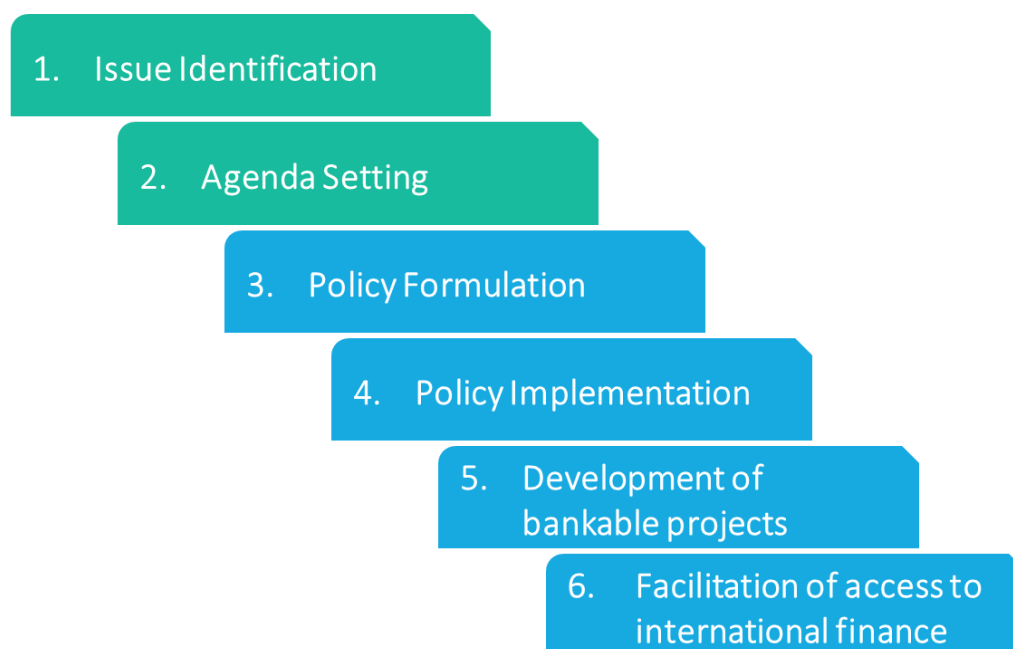 1. Issue Identification
2. Agenda Setting
3. Policy Formulation
4. Policy Implementation
5. Development of
bankable projects
6. Facilitation of access to
international finance